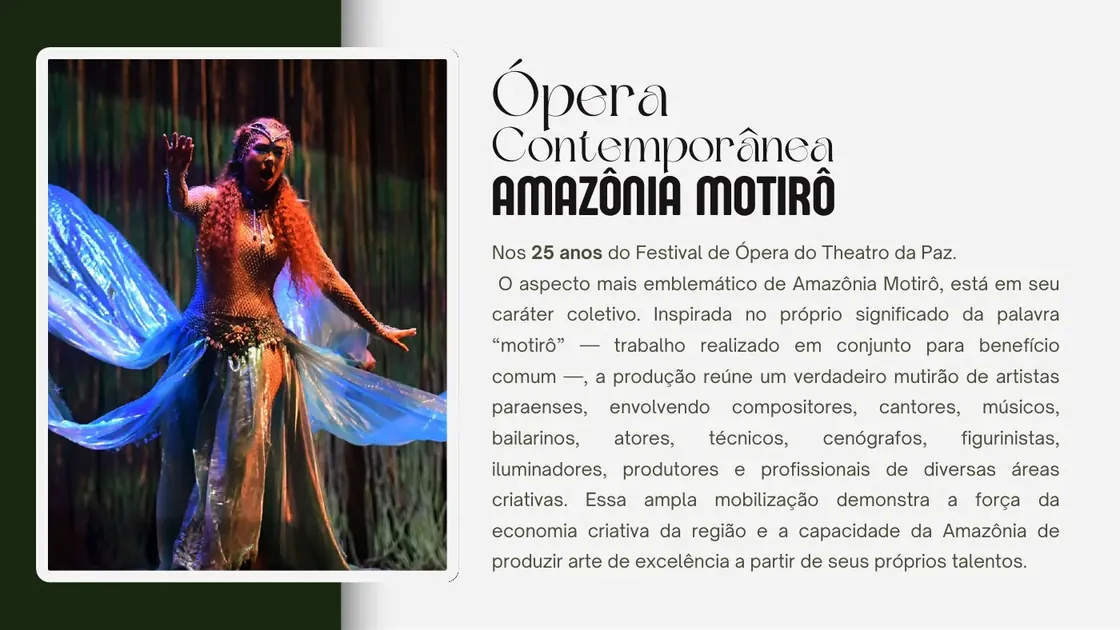 Ópera
Contemporânea
AMAZÔNIA MOTIRÔ
Nos 25 anos do Festival de Ópera do Theatro da Paz.
O aspecto mais emblemático de Amazônia Motirô, está em seu
caráter coletivo. Inspirada no próprio significado da palavra
“motirô” — trabalho realizado em conjunto para benefício
comum —, a produção reúne um verdadeiro mutirão de artistas
paraenses, envolvendo compositores, cantores, músicos,
bailarinos, atores, técnicos, cenógrafos, figurinistas,
iluminadores, produtores e profissionais de diversas áreas
criativas. Essa ampla mobilização demonstra a força da
economia criativa da região e a capacidade da Amazônia de
produzir arte de excelência a partir de seus próprios talentos.